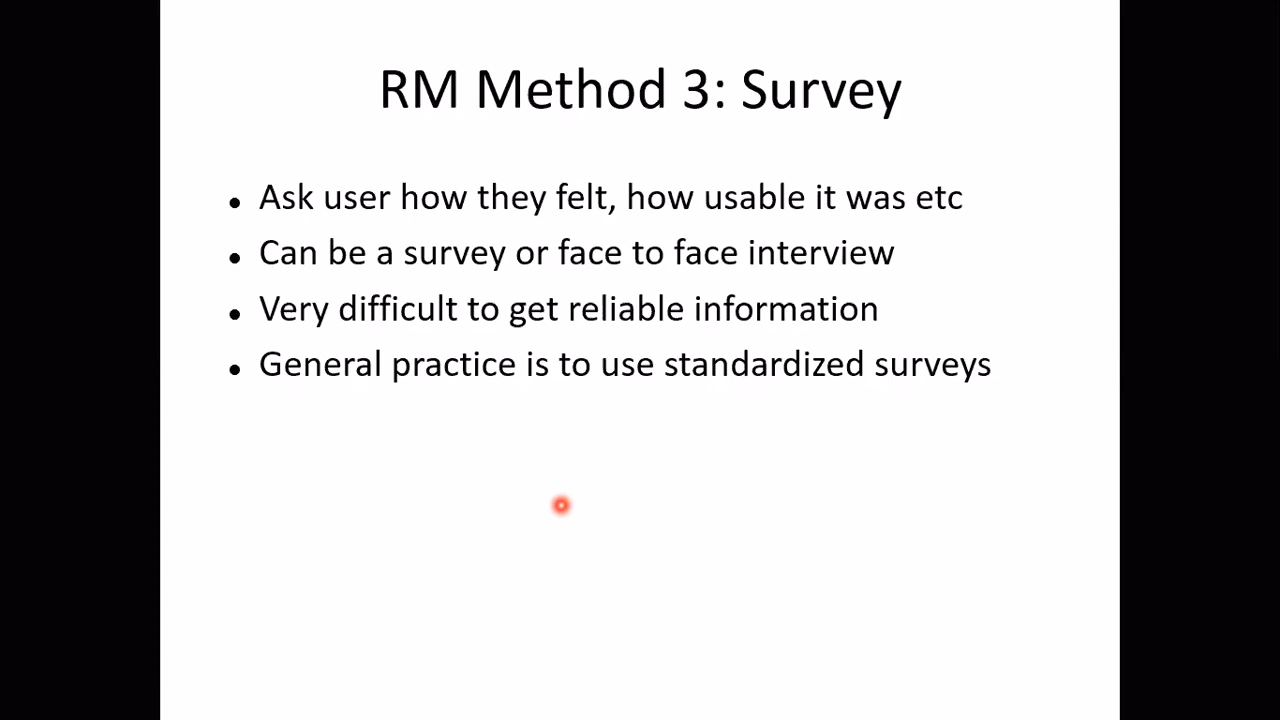 RM Method 3: Survey
• Ask user how they felt, how usable it was etc
• Can be a survey or face to face interview
• Very difficult to get reliable information
• General practice is to use standardized surveys